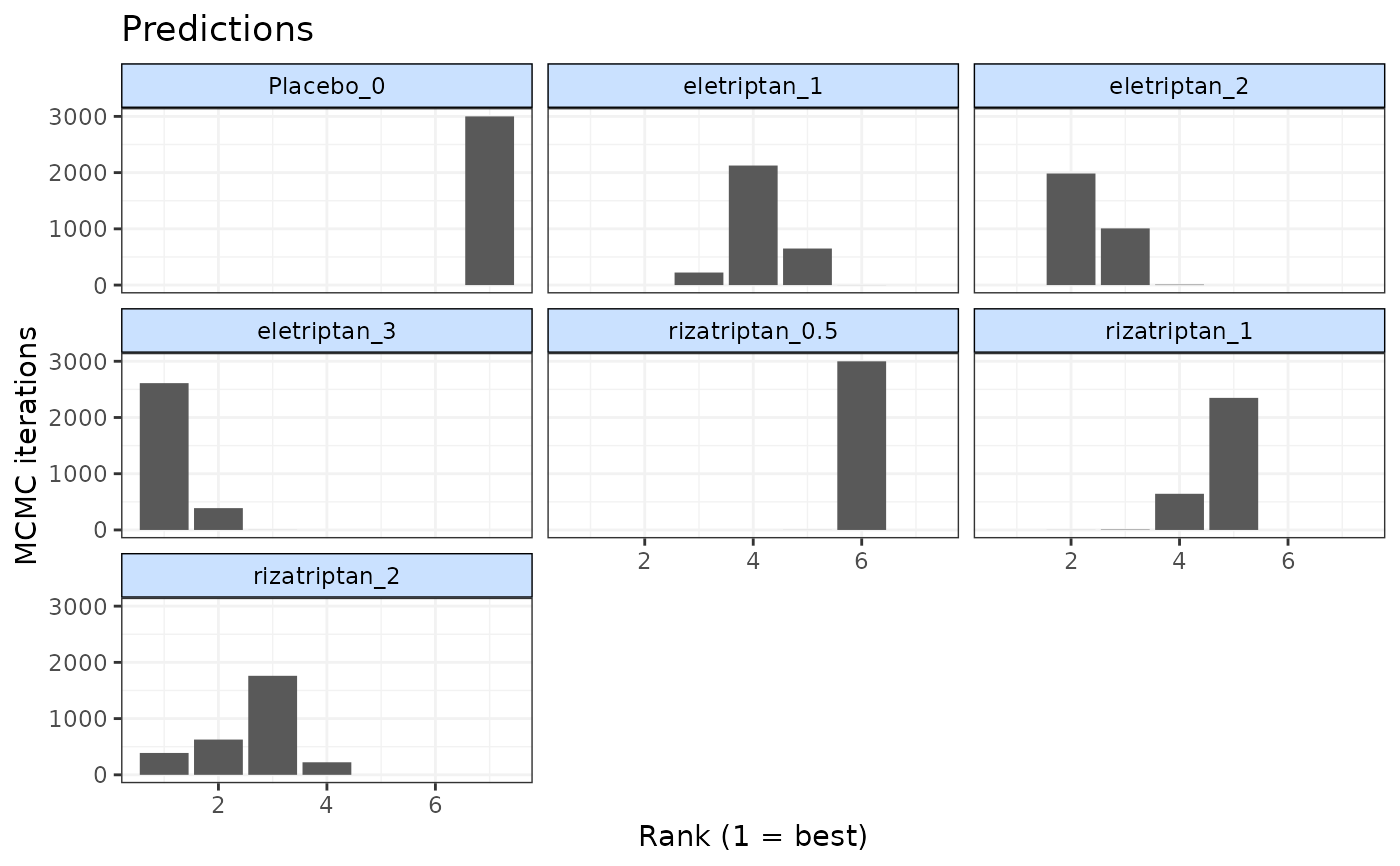 Predictions
Placebo_0 eletriptan_1 eletriptan_2
3000
2000
1000
0
eletriptan_3 rizatriptan_0.5 rizatriptan_1
3000
2000
1000
0
2 4 6 2 4 6
rizatriptan_2
3000
2000
1000
0
2 4 6
MCMC iterations
Rank (1 = best)